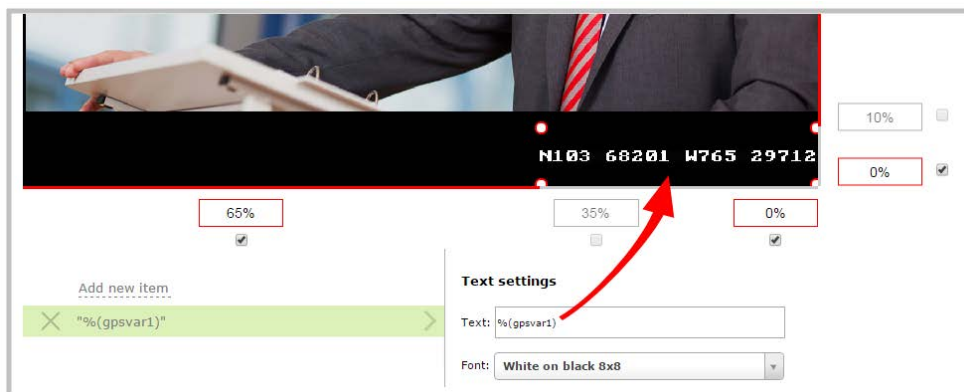 N103 68201 W765 29712
10%
0%
65%
35%
0%
Add new item
"%(gpsvar1)"
Text settings
Text: %(gpsvar1)
Font: White on black 8x8